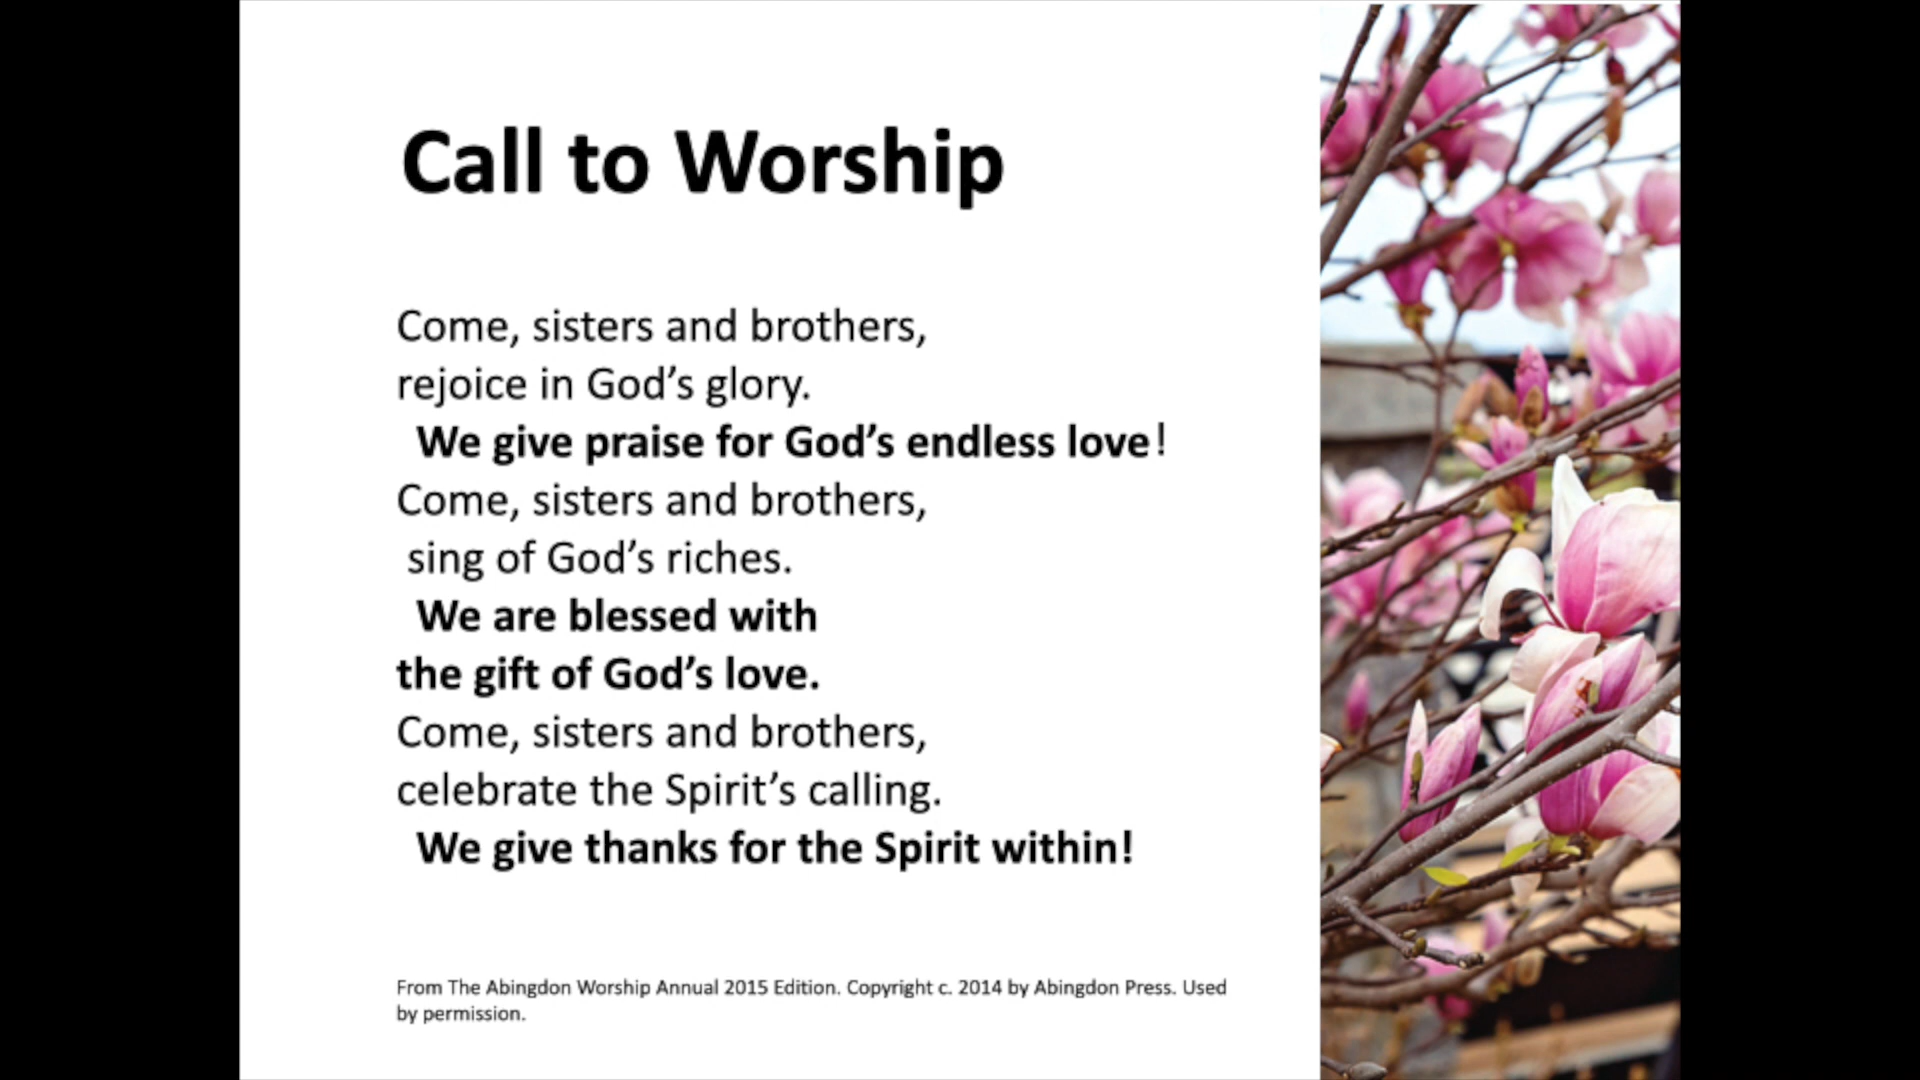 Call to Worship
Come, sisters and brothers,
rejoice in God’s glory.
We give praise for God’s endless love!
Come, sisters and brothers,
sing of God’s riches.
We are blessed with
the gift of God’s love.
Come, sisters and brothers,
celebrate the Spirit’s calling.
We give thanks for the Spirit within!
From The Abingdon Worship Annual 2015 Edition. Copyright c. 2014 by Abingdon Press. Used
by permission.